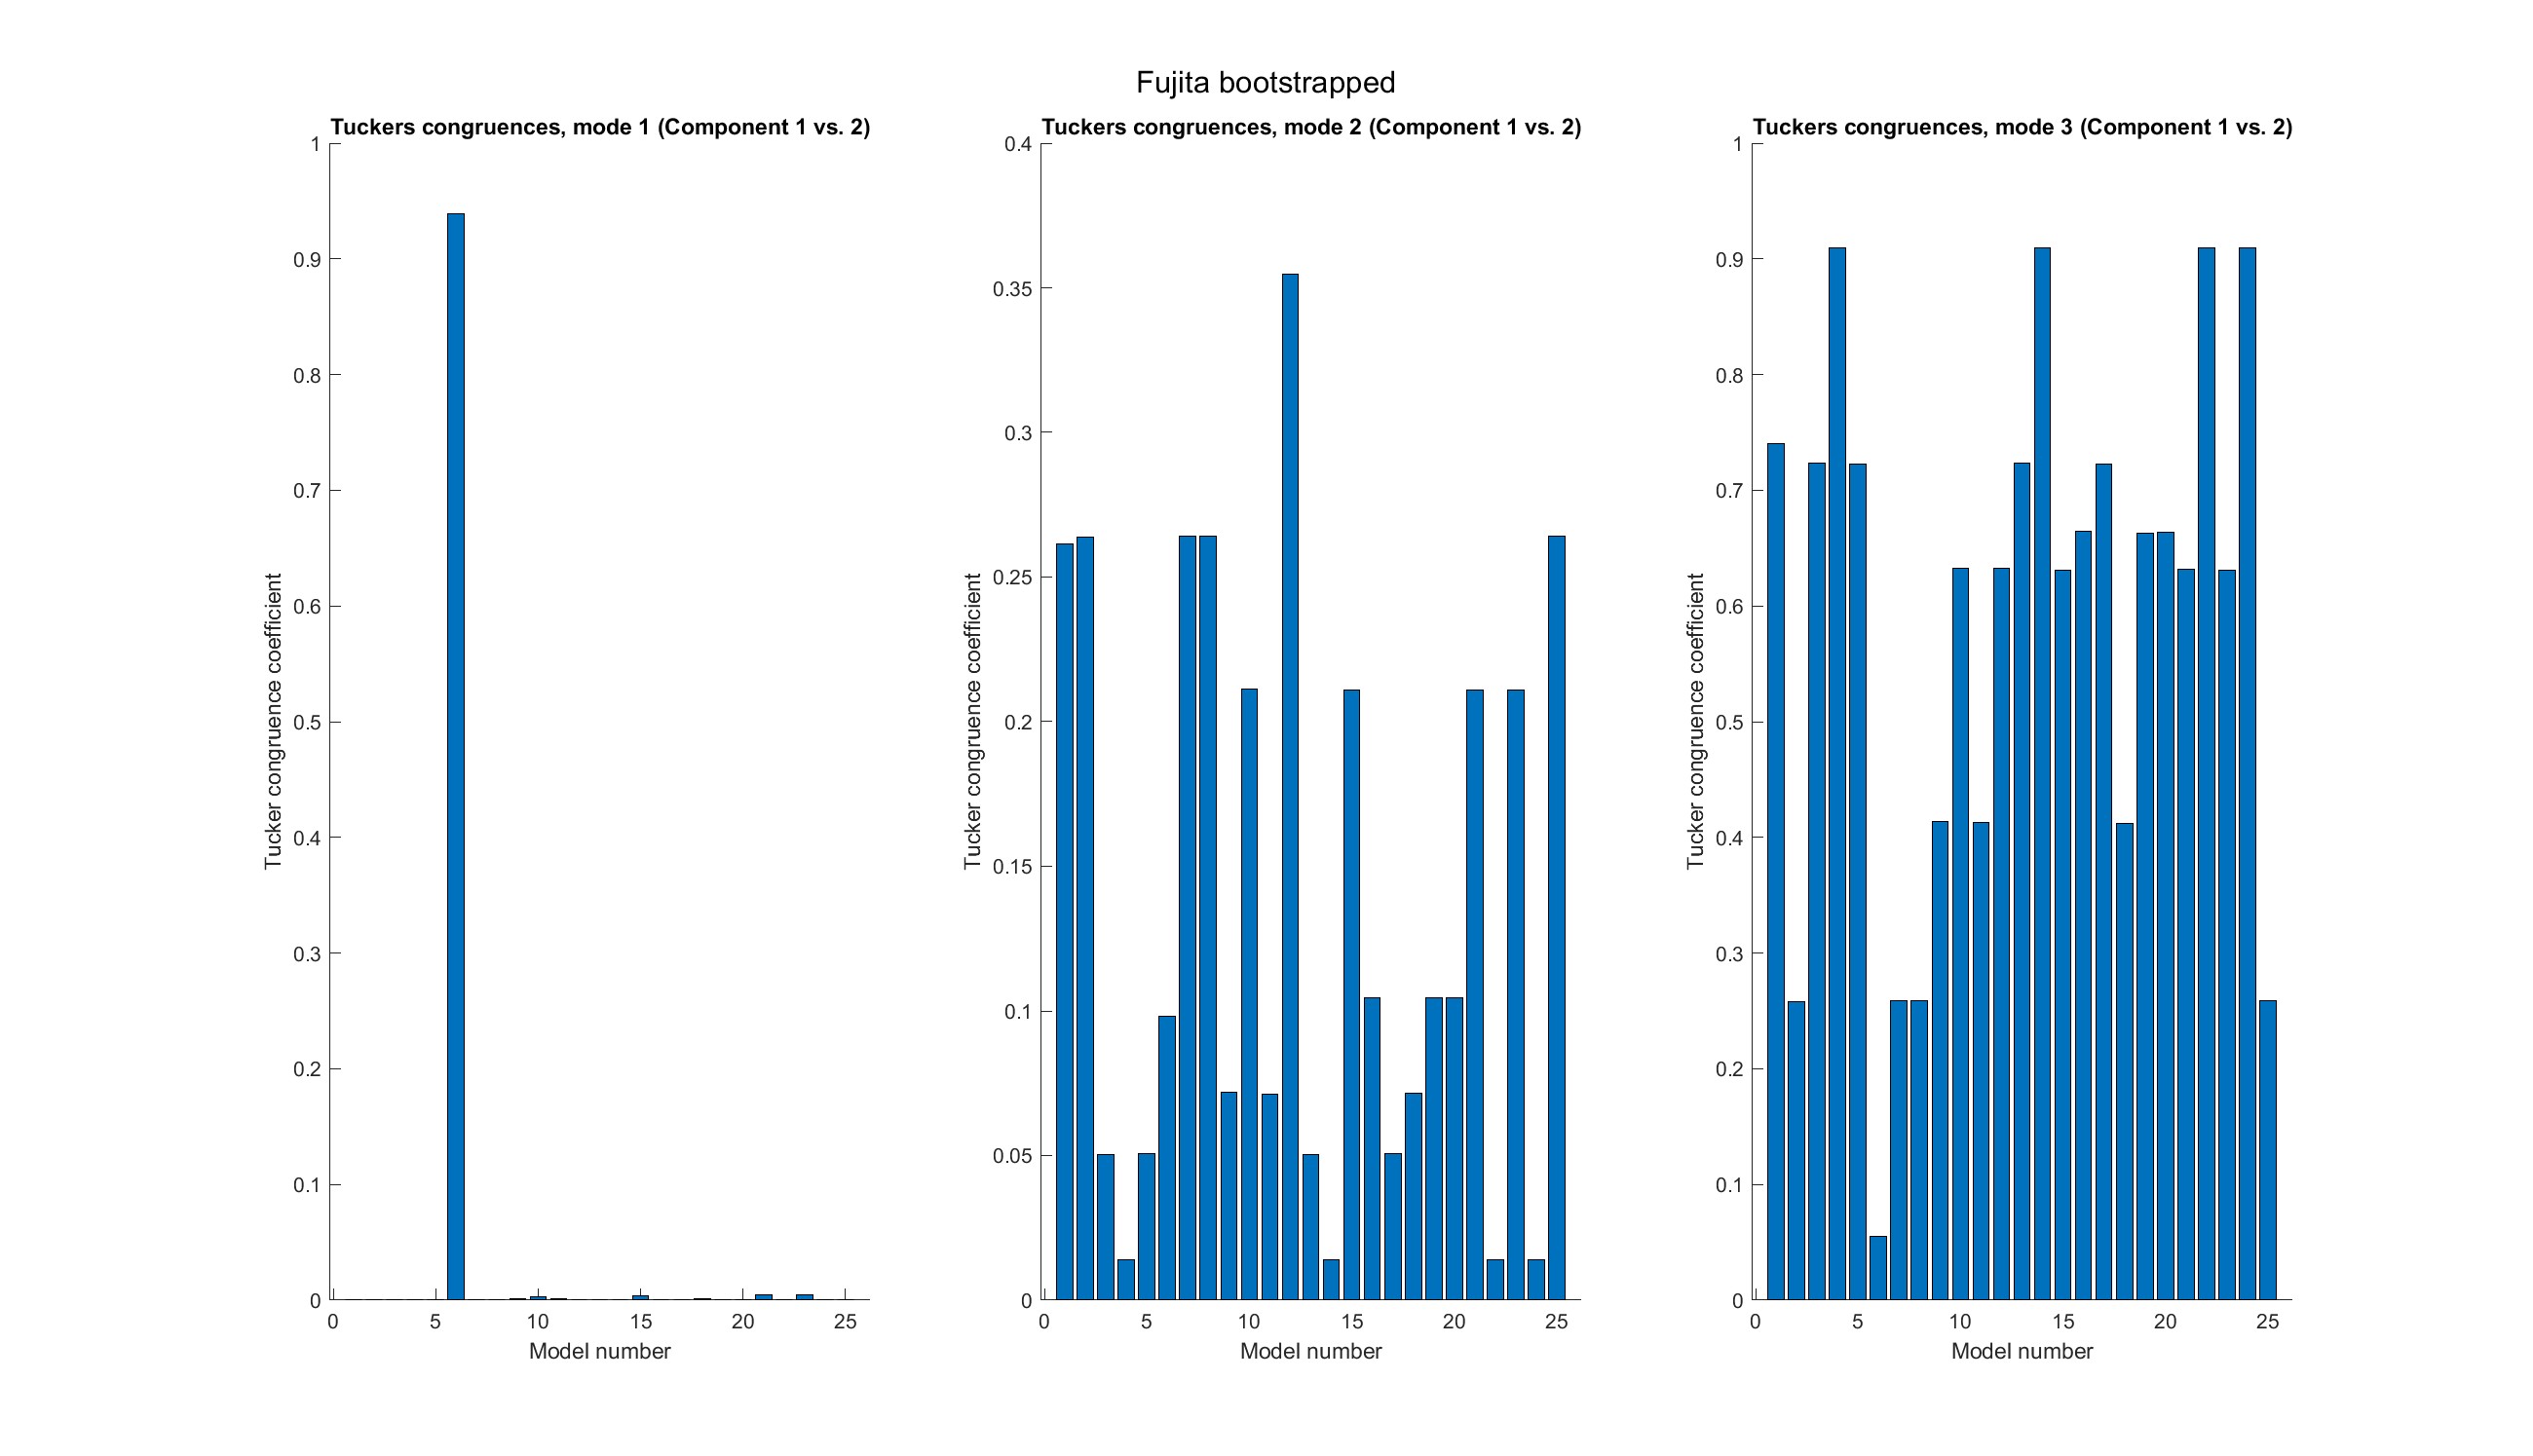 Fujita bootstrapped
Tuckers congruences, mode 1 (Component 1 vs. 2)
1
0.9
0.8
0.7
0.6
0.5
0.4
0.3
0.2
0.1
0
Tucker congruence coefficient
0 5 10 15 20 25
Model number
Tuckers congruences, mode 2 (Component 1 vs. 2)
0.4
0.35
0.3
0.25
0.2
0.15
0.1
0.05
0
Tucker congruence coefficient
0 5 10 15 20 25
Model number
Tuckers congruences, mode 3 (Component 1 vs. 2)
1
0.9
0.8
0.7
0.6
0.5
0.4
0.3
0.2
0.1
0
Tucker congruence coefficient
0 5 10 15 20 25
Model number